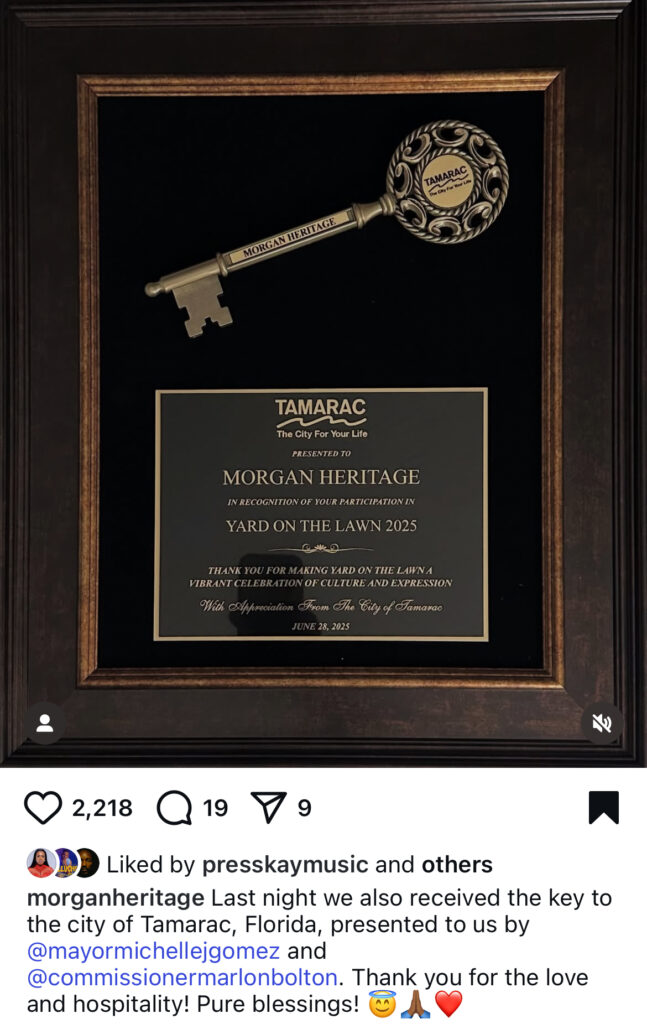 TAMARAC
The City For Your Life
MORGAN HERITAGE
TAMARAC
The City For Your Life
PRESENTED TO
MORGAN HERITAGE
IN RECOGNITION OF YOUR PARTICIPATION IN
YARD ON THE LAWN 2025
THANK YOU FOR MAKING YARD ON THE LAWN A
VIBRANT CELEBRATION OF CULTURE AND EXPRESSION
With Appreciation From The City of Tamarac
JUNE 28, 2025
2,218 19 9
Liked by presskaymusic and others
morganheritage Last night we also received the key to
the city of Tamarac, Florida, presented to us by
@mayormichellejgomez and
@commissionermarlonbolton. Thank you for the love
and hospitality! Pure blessings! 😇🙏🏾❤️